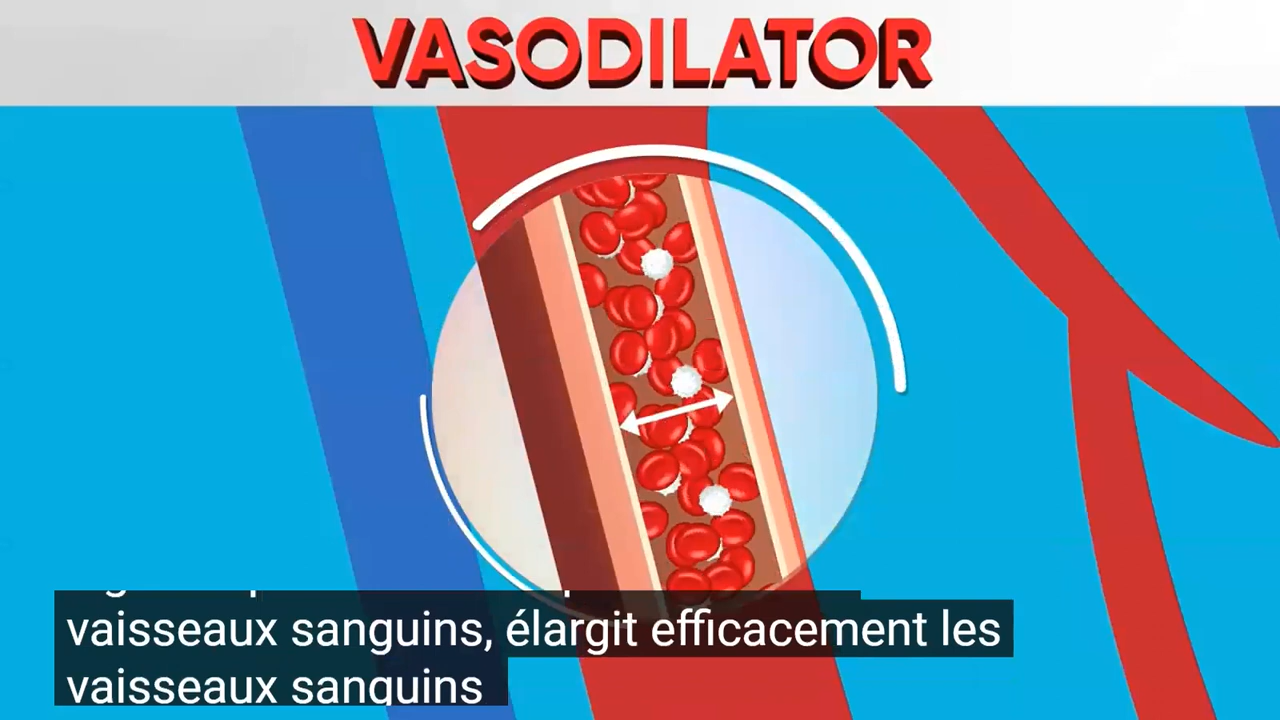 VASODILATOR
vaisseaux sanguins, élargit efficacement les
vaisseaux sanguins